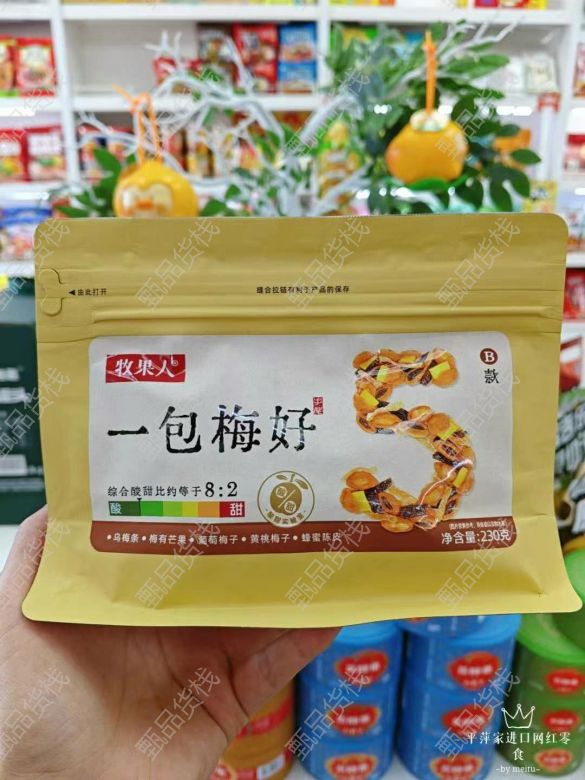 ◀由此打开
缝合拉链有利于产品的保存
牧果人®
B
款
一包梅好
综合酸甜比约等于8:2
酸
甜
•乌梅条•梅有芒果•葡萄梅子•黄桃梅子•蜂蜜陈皮
净含量:230克
甄品货栈
平萍家进口网红零
食
-by meitu-